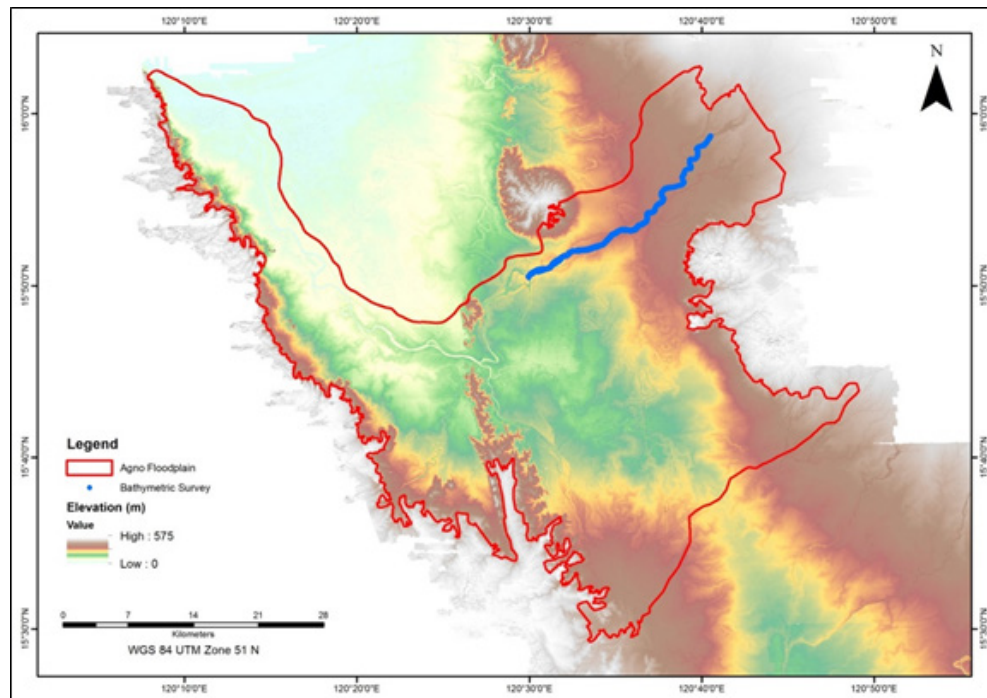 120°10'0"E 120°20'0"E 120°30'0"E 120°40'0"E 120°50'0"E
N
16°0'0"N 16°0'0"N
15°50'0"N 15°50'0"N
15°40'0"N 15°40'0"N
15°30'0"N 15°30'0"N
Legend
Agno Floodplain
Bathymetric Survey
Elevation (m)
Value
High : 575
Low : 0
0 7 14 21 28
Kilometers
WGS 84 UTM Zone 51 N
120°10'0"E 120°20'0"E 120°30'0"E 120°40'0"E 120°50'0"E